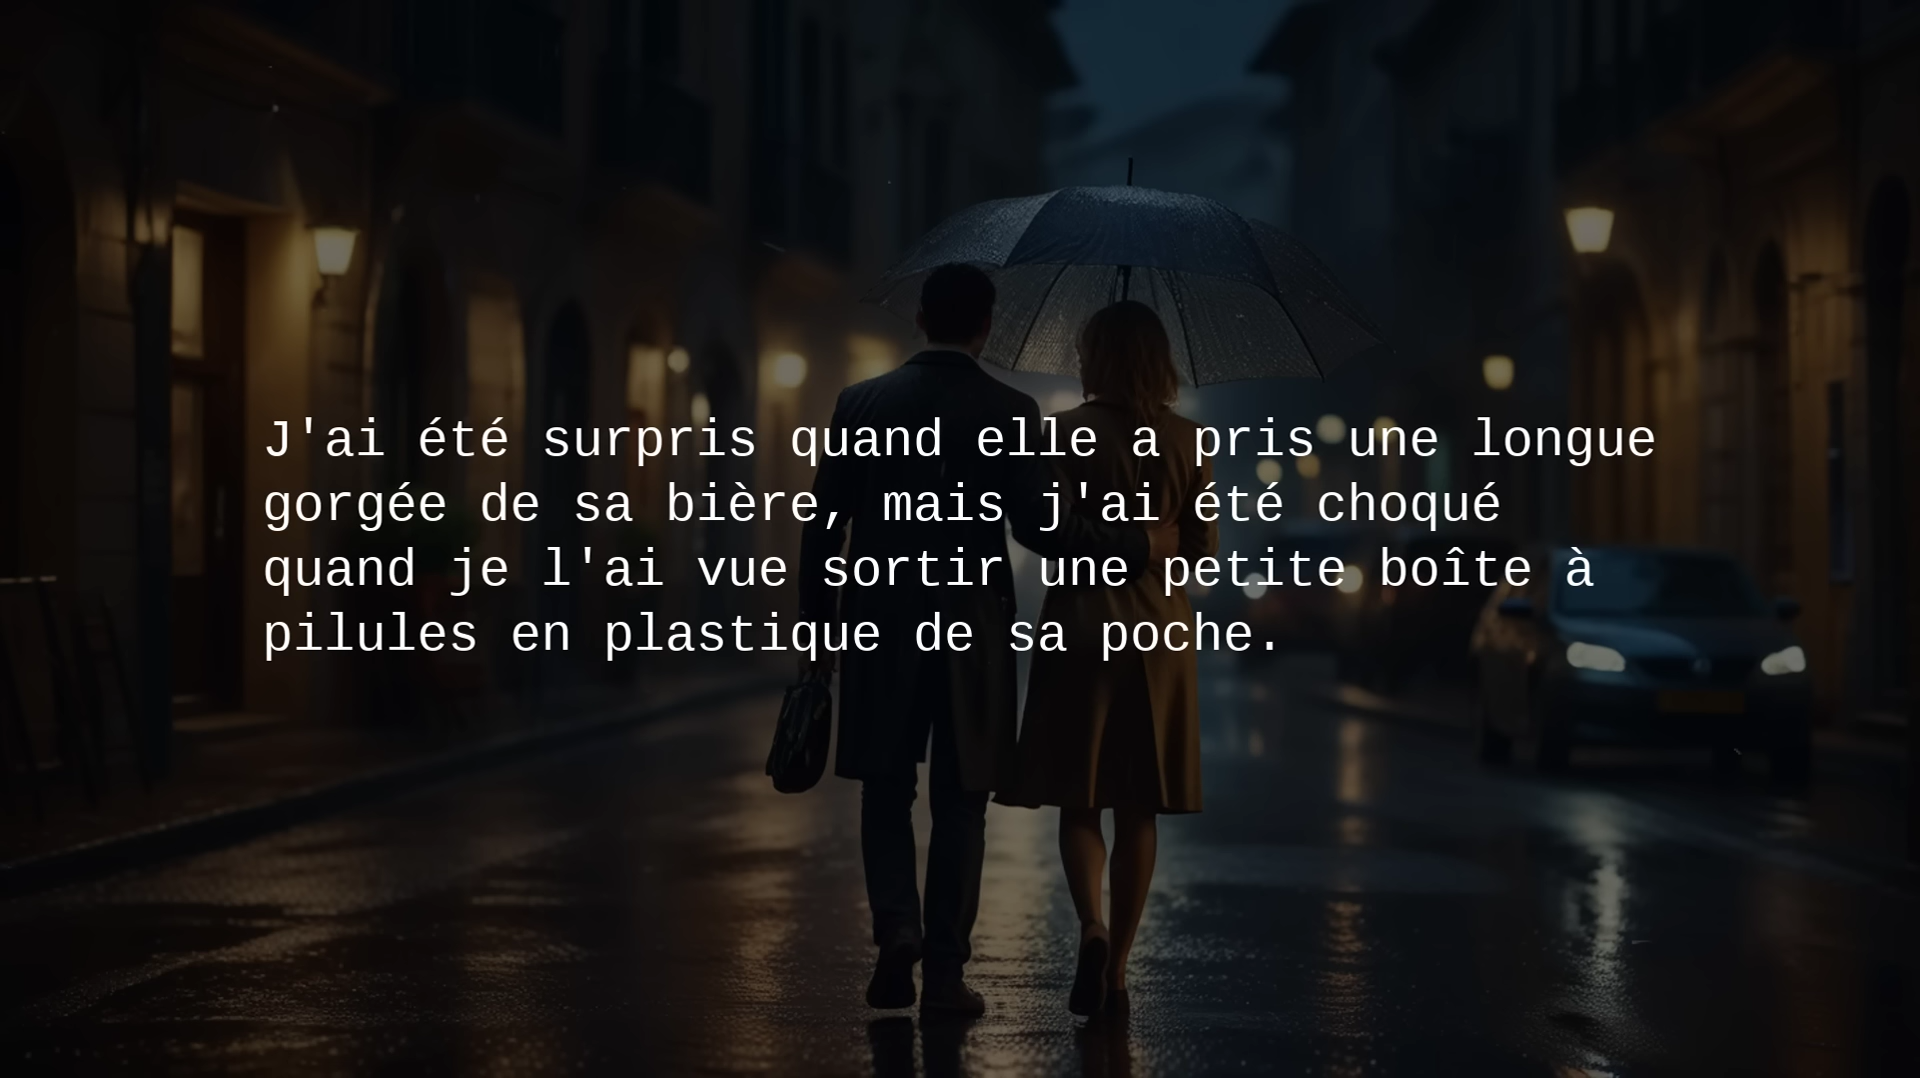 J'ai été surpris quand elle a pris une longue
gorgée de sa bière, mais j'ai été choqué
quand je l'ai vue sortir une petite boîte à
pilules en plastique de sa poche.